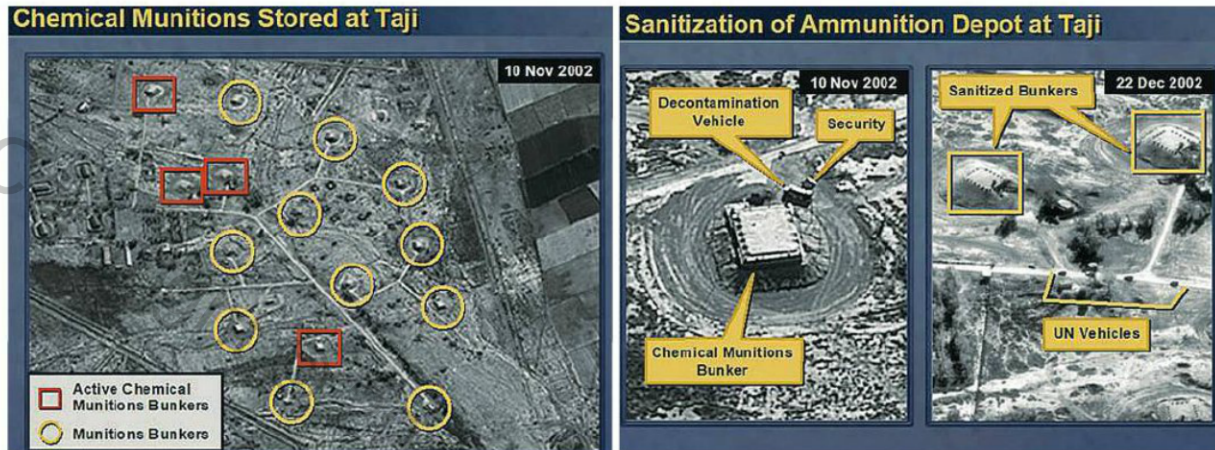 Chemical Munitions Stored at Taji
10 Nov 2002
Active Chemical
Munitions Bunkers
Munitions Bunkers
Sanitization of Ammunition Depot at Taji
10 Nov 2002
Decontamination
Vehicle
Security
Chemical Munitions
Bunker
22 Dec 2002
Sanitized Bunkers
UN Vehicles